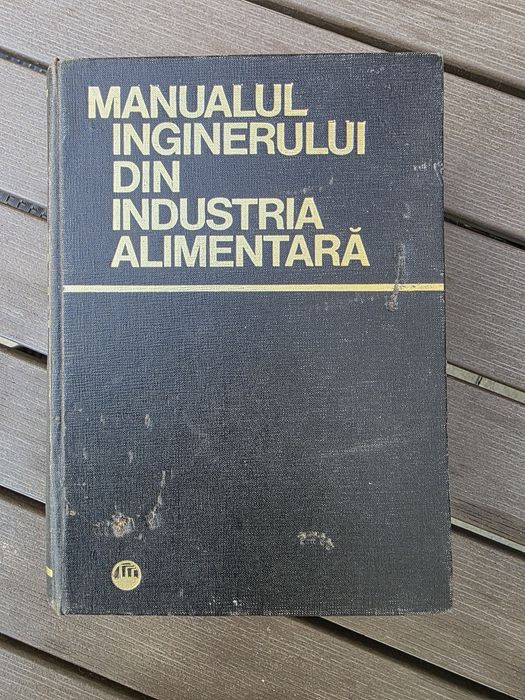 MANUALUL
INGINERULUI
DIN
INDUSTRIA
ALIMENTARĂ